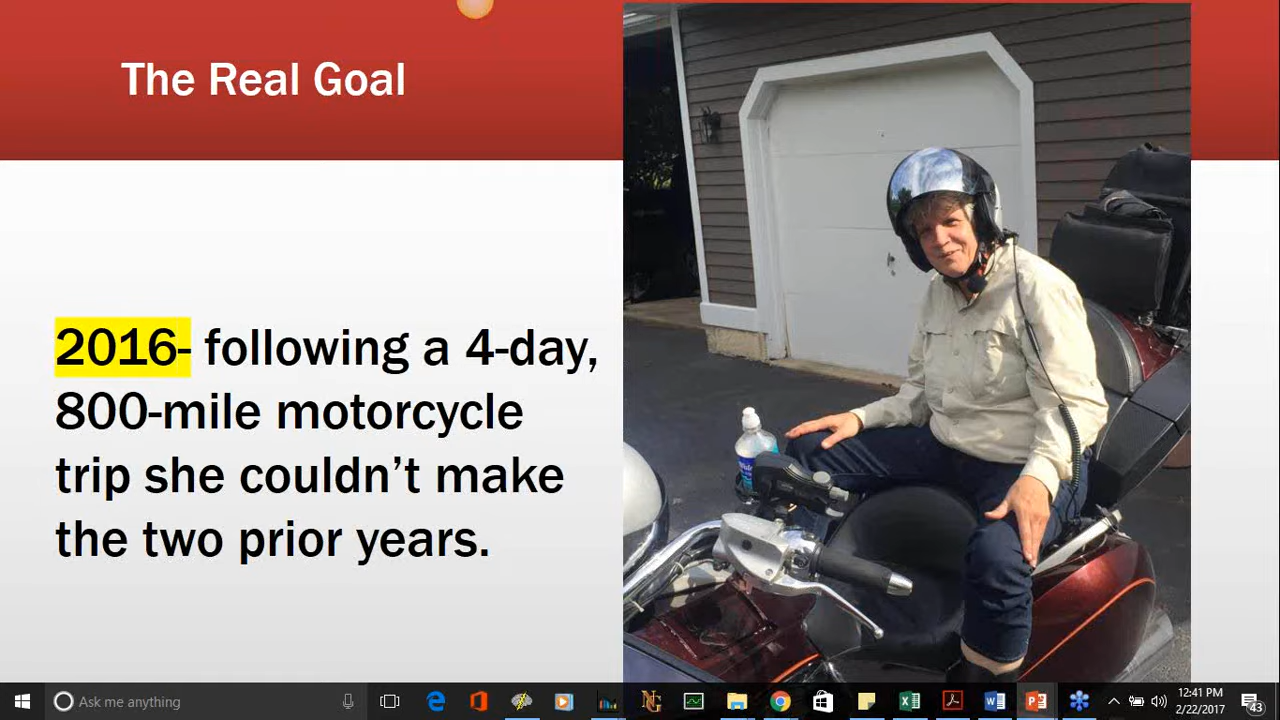 The Real Goal
2016- following a 4-day,
800-mile motorcycle
trip she couldn’t make
the two prior years.
Ask me anything
12:41 PM
2/22/2017
43